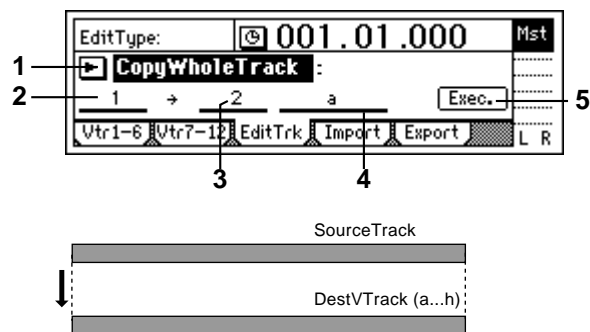 EditType: 001.01.000 Mst
1 CopyWholeTrack :
2 1 → 2 a Exec. 5
Vtr1-6 Vtr7-12 EditTrk Import Export L R
3 4
SourceTrack
DestVTrack (a...h)